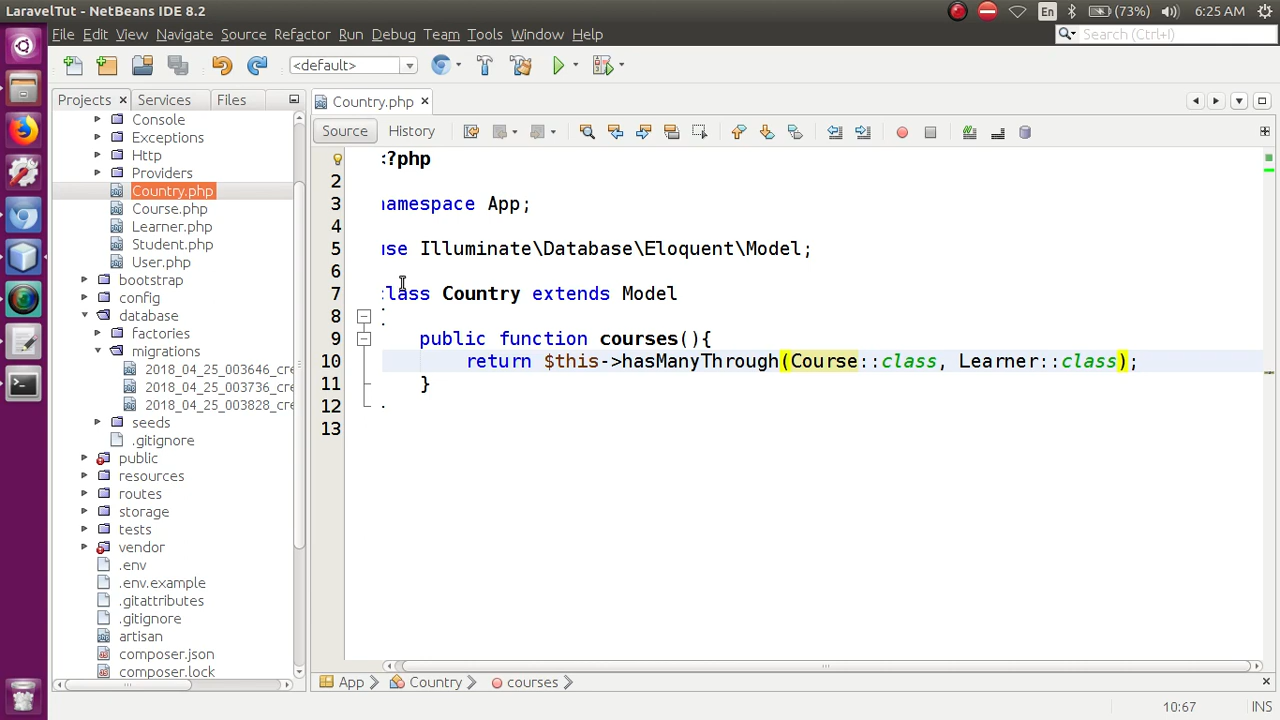 LaravelTut - NetBeans IDE 8.2
En
(73%)
6:25 AM
File Edit View Navigate Source Refactor Run Debug Team Tools Window Help
Search (Ctrl+I)
<default>
Projects Services Files
Country.php
Console
Exceptions
Http
Providers
Country.php
Course.php
Learner.php
Student.php
User.php
bootstrap
config
database
factories
migrations
2018_04_25_003646_cre
2018_04_25_003736_cre
2018_04_25_003828_cre
seeds
.gitignore
public
resources
routes
storage
tests
vendor
.env
.env.example
.gitattributes
.gitignore
artisan
composer.json
composer.lock
Source History
<?php
2
3 namespace App;
4
5 use Illuminate\Database\Eloquent\Model;
6
7 class Country extends Model
8
9 public function courses(){
10 return $this->hasManyThrough(Course::class, Learner::class);
11 }
12
13
App Country courses
10:67 INS